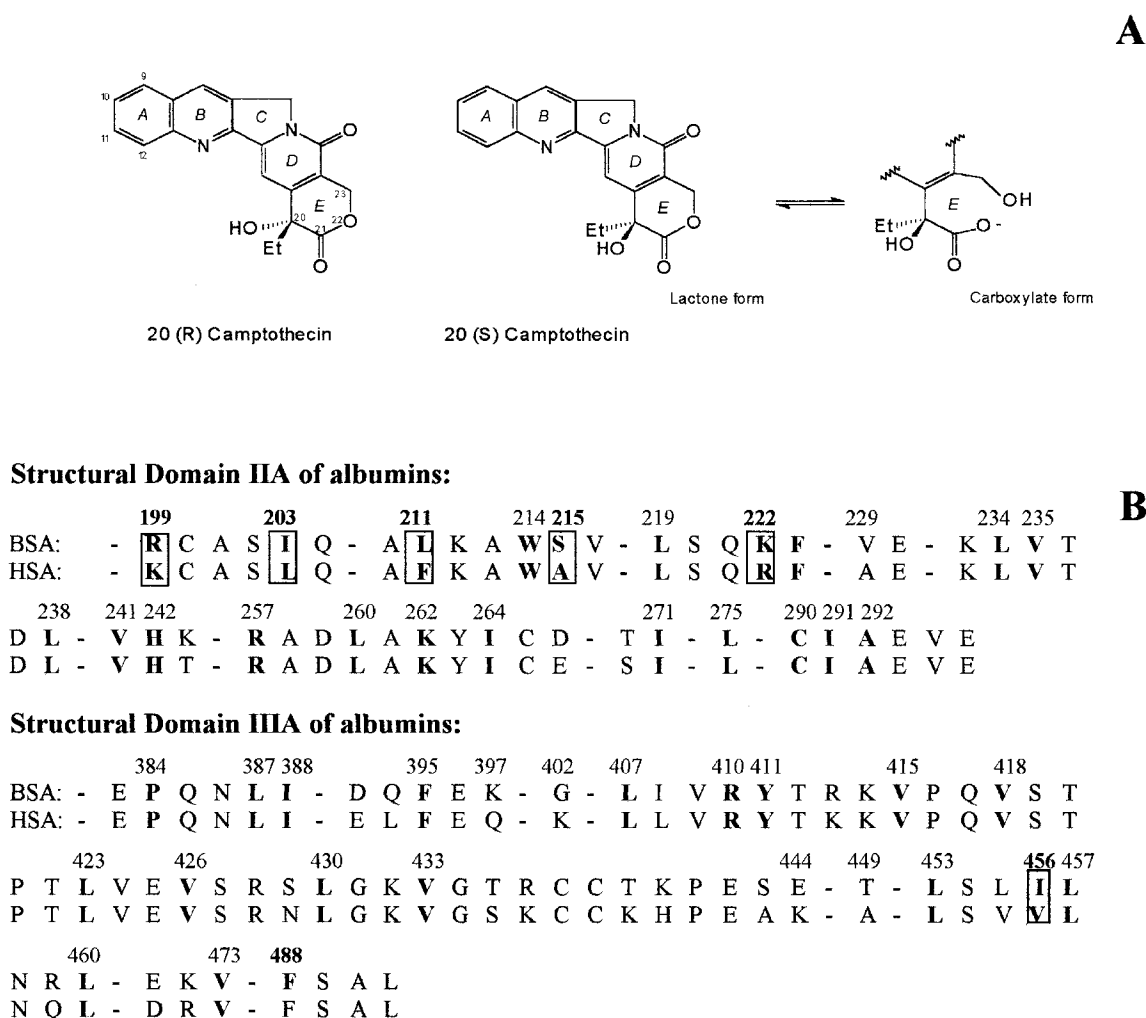 A
9
10 A B C
11 12 N N O
D
E 23
HO 20 22 O
21
Et O
20 (R) Camptothecin
A B C
N N O
D
E
Et O
HO O
Lactone form
20 (S) Camptothecin
OH
E
Et O -
HO O
Carboxylate form
Structural Domain IIA of albumins:
B
199 203 211 214 215 219 222 229 234 235
BSA: - R C A S I Q - A L K A W S V - L S Q K F - V E - K L V T
HSA: - K C A S L Q - A F K A W A V - L S Q R F - A E - K L V T
238 241 242 257 260 262 264 271 275 290 291 292
D L - V H K - R A D L A K Y I C D - T I - L - C I A E V E
D L - V H T - R A D L A K Y I C E - S I - L - C I A E V E
Structural Domain IIIA of albumins:
384 387 388 395 397 402 407 410 411 415 418
BSA: - E P Q N L I - D Q F E K - G - L I V R Y T R K V P Q V S T
HSA: - E P Q N L I - E L F E Q - K - L L V R Y T K K V P Q V S T
423 426 430 433 444 449 453 456 457
P T L V E V S R S L G K V G T R C C T K P E S E - T - L S L I L
P T L V E V S R N L G K V G S K C C K H P E A K - A - L S V V L
460 473 488
N R L - E K V - F S A L
N Q L - D R V - F S A L